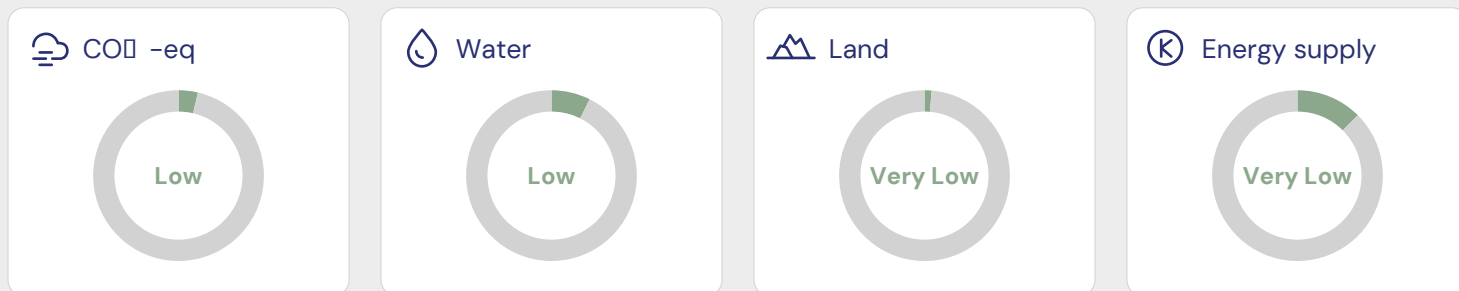 CO▯ -eq
Low
Water
Low
Land
Very Low
Energy supply
Very Low